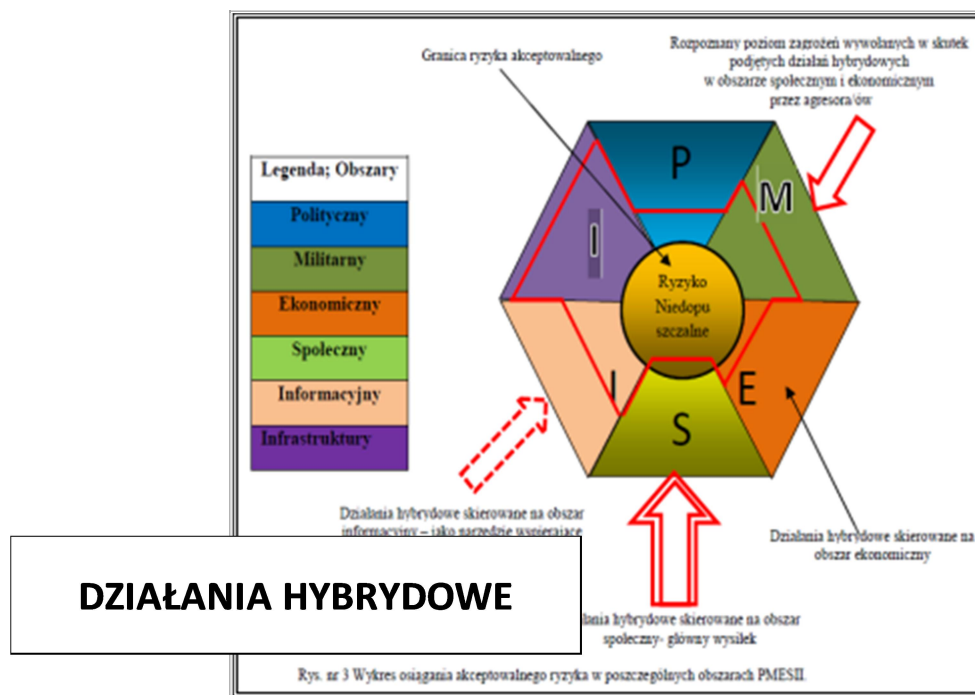 Granica ryzyka akceptowalnego
Rozpoznany poziom zagrożeń wywołanych w skutek
podjętych działań hybrydowych
w obszarze społecznym i ekonomicznym
przez agresora/ów
Legenda; Obszary
Polityczny
Militarny
Ekonomiczny
Społeczny
Informacyjny
Infrastruktury
P
M
I
Ryzyko
Niedopu
szczalne
I
E
S
Działania hybrydowe skierowane na obszar
informacyjny – jako narzędzie wspierające
Działania hybrydowe skierowane na
obszar ekonomiczny
DZIAŁANIA HYBRYDOWE
hybrydowe skierowane na obszar
społeczny- główny wysiłek
Rys. nr 3 Wykres osiągania akceptowalnego ryzyka w poszczególnych obszarach PMESII.